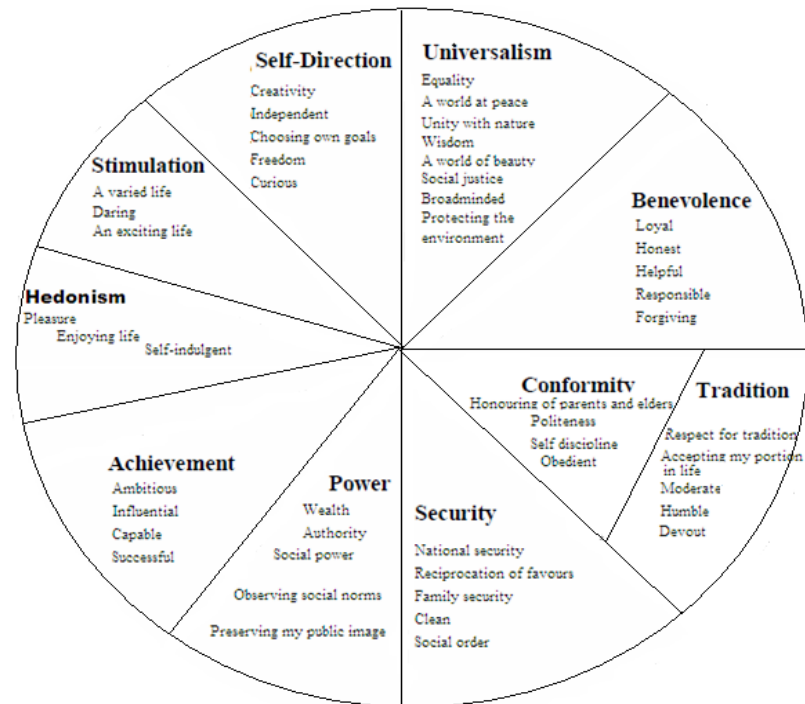 Self-Direction
Creativity
Independent
Choosing own goals
Freedom
Curious
Universalism
Equality
A world at peace
Unity with nature
Wisdom
A world of beauty
Social justice
Broadminded
Protecting the
environment
Benevolence
Loyal
Honest
Helpful
Responsible
Forgiving
Stimulation
A varied life
Daring
An exciting life
Hedonism
Pleasure
Enjoying life
Self-indulgent
Conformity
Honouring of parents and elders
Politeness
Self discipline
Obedient
Tradition
Respect for tradition
Accepting my portion
in life
Moderate
Humble
Devout
Achievement
Ambitious
Influential
Capable
Successful
Power
Wealth
Authority
Social power
Observing social norms
Preserving my public image
Security
National security
Reciprocation of favours
Family security
Clean
Social order